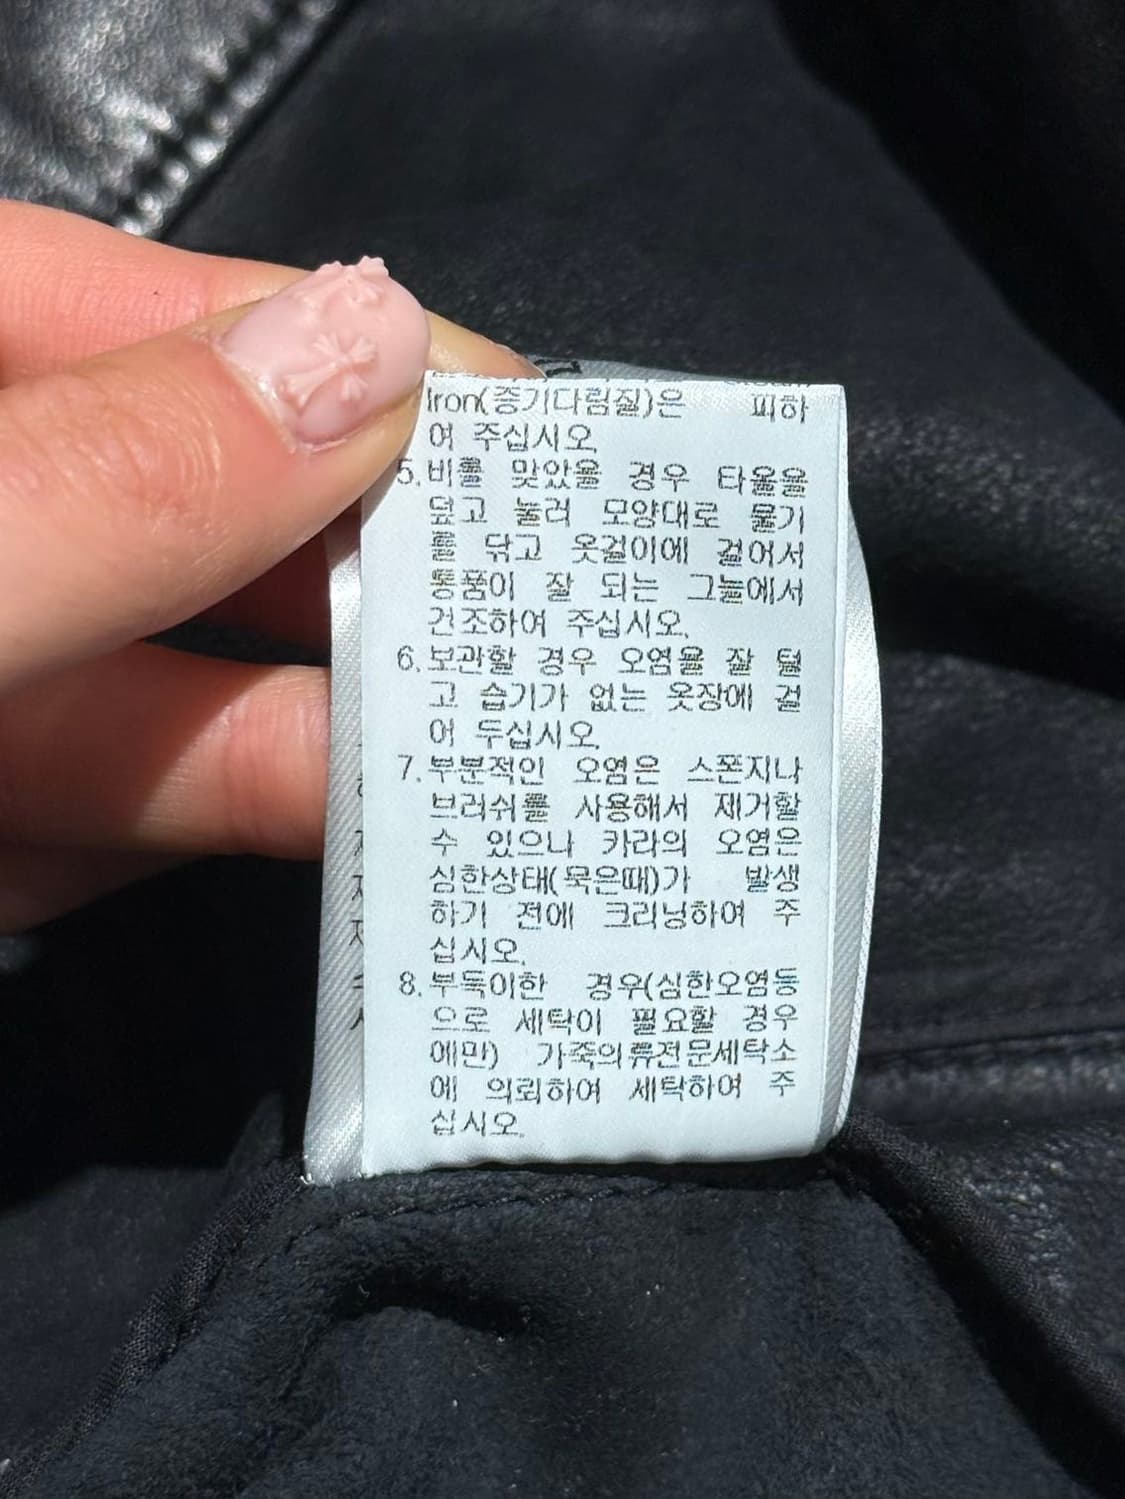 Iron(증기다림질)은 피하
여 주십시오.
5. 비를 맞았을 경우 타올을
덮고 눌러 모양대로 물기
를 닦고 옷걸이에 걸어서
통풍이 잘 되는 그늘에서
건조하여 주십시오.
6. 보관할 경우 오염을 잘 털
고 습기가 없는 옷장에 걸
어 두십시오.
7. 부분적인 오염은 스폰지나
브러쉬를 사용해서 제거할
수 있으나 카라의 오염은
심한상태(묵은때)가 발생
하기 전에 크리닝하여 주
십시오.
8. 부득이한 경우(심한오염등
으로 세탁이 필요할 경우
에만) 가죽의류전문세탁소
에 의뢰하여 세탁하여 주
십시오.